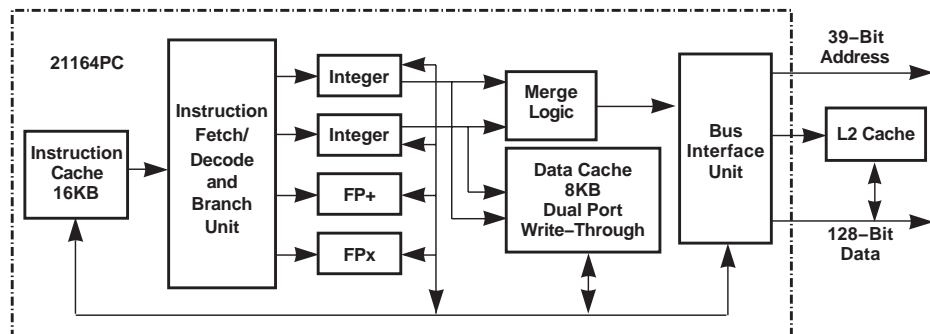 21164PC
Instruction
Cache
16KB
Instruction
Fetch/
Decode
and
Branch
Unit
Integer
Integer
FP+
FPx
Merge
Logic
Data Cache
8KB
Dual Port
Write–Through
Bus
Interface
Unit
39–Bit
Address
L2 Cache
128–Bit
Data